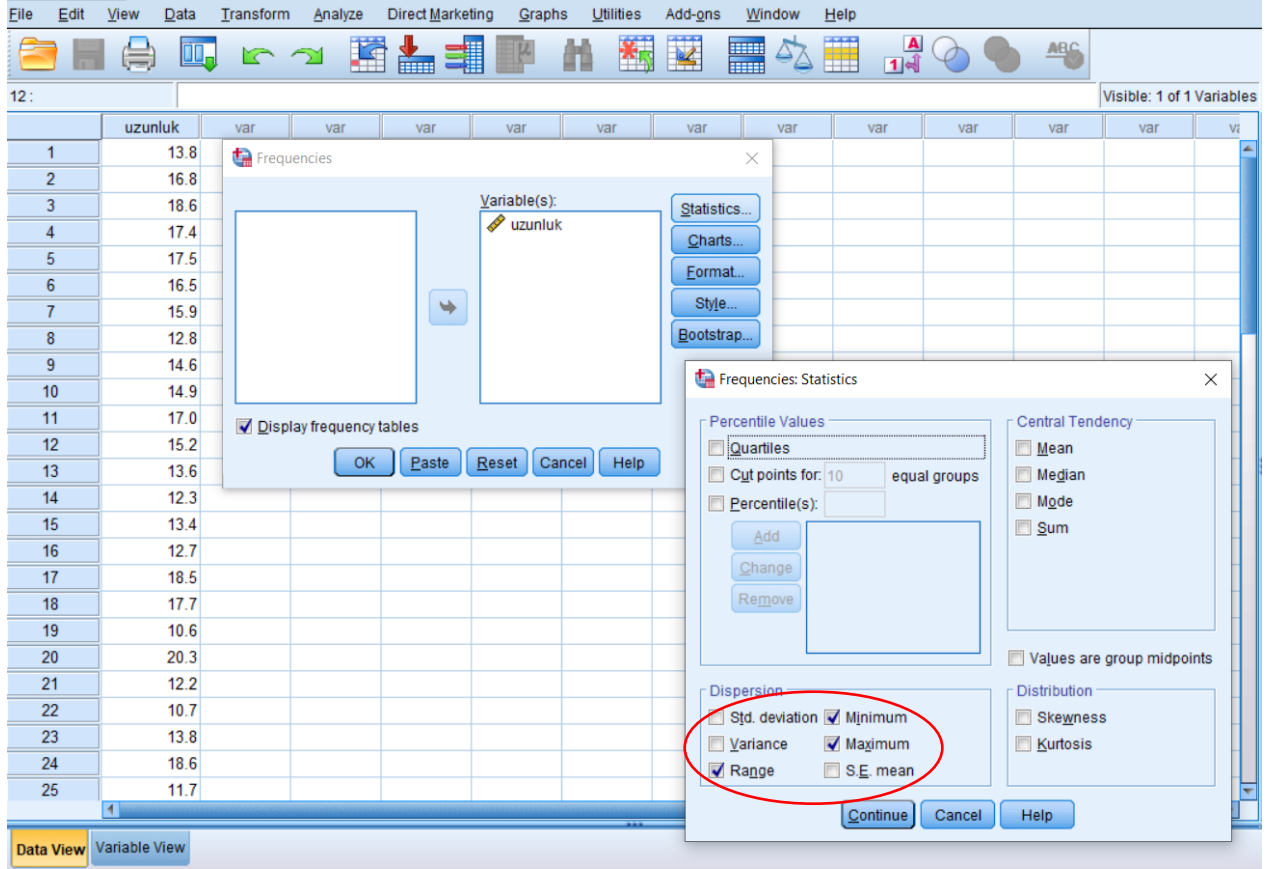 File Edit View Data Transform Analyze Direct Marketing Graphs Utilities Add-ons Window Help
A
1
ABC
12 :
Visible: 1 of 1 Variables
uzunluk var var var var var var var var var var var
1 13.8
2 16.8
3 18.6
4 17.4
5 17.5
6 16.5
7 15.9
8 12.8
9 14.6
10 14.9
11 17.0
12 15.2
13 13.6
14 12.3
15 13.4
16 12.7
17 18.5
18 17.7
19 10.6
20 20.3
21 12.2
22 10.7
23 13.8
24 18.6
25 11.7
Frequencies
Variable(s):
uzunluk
Statistics...
Charts...
Format...
Style...
Bootstrap...
Display frequency tables
OK Paste Reset Cancel Help
Frequencies: Statistics
Percentile Values
Quartiles
Cut points for: 10 equal groups
Percentile(s):
Add
Change
Remove
Central Tendency
Mean
Median
Mode
Sum
Values are group midpoints
Dispersion
Std. deviation Minimum
Variance Maximum
Range S.E. mean
Distribution
Skewness
Kurtosis
Continue Cancel Help
Data View Variable View